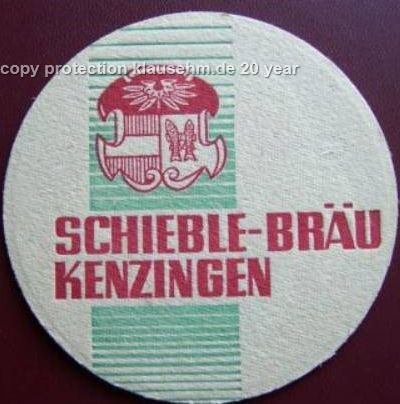 copy protection klausehm.de 20 year
SCHIEBLE-BRÄU
KENZINGEN